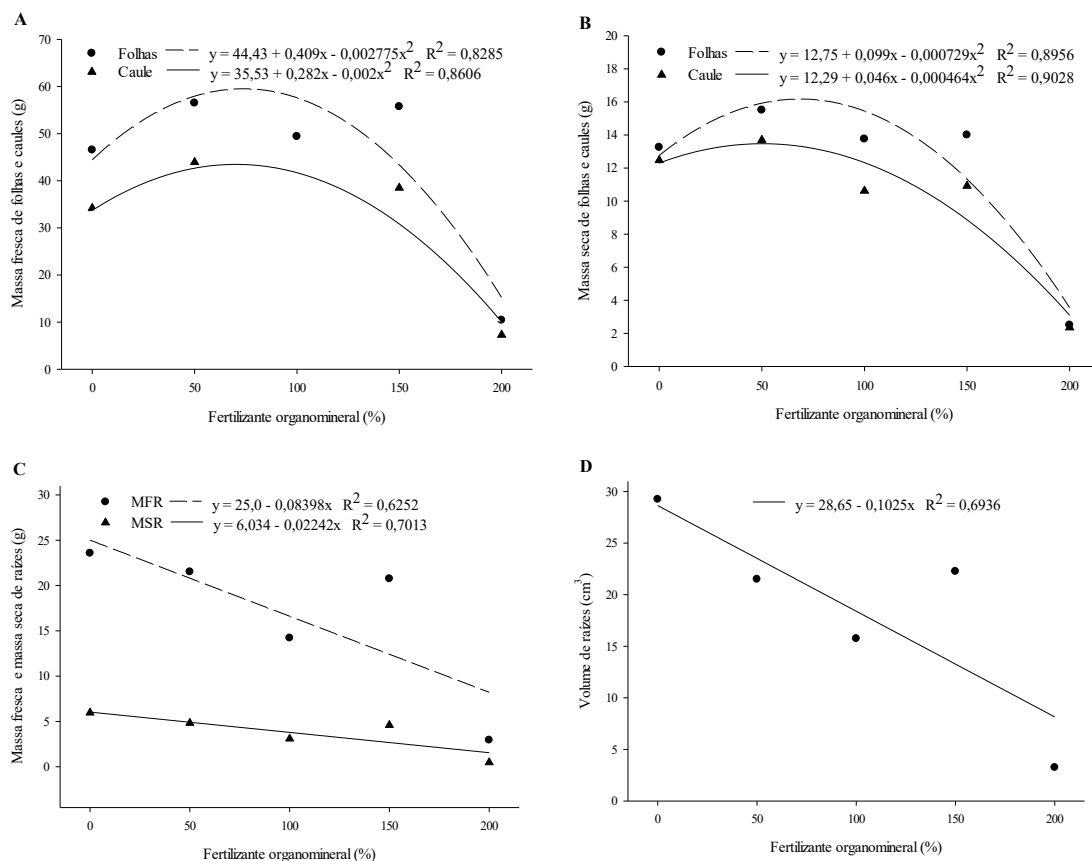 A
Folhas y = 44,43 + 0,409x - 0,002775x² R² = 0,8285
Caule y = 35,53 + 0,282x - 0,002x² R² = 0,8606
Massa fresca de folhas e caules (g)
70
60
50
40
30
20
10
0
0 50 100 150 200
Fertilizante organomineral (%)
B
Folhas y = 12,75 + 0,099x - 0,000729x² R² = 0,8956
Caule y = 12,29 + 0,046x - 0,000464x² R² = 0,9028
Massa seca de folhas e caules (g)
20
18
16
14
12
10
8
6
4
2
0
0 50 100 150 200
Fertilizante organomineral (%)
C
MFR y = 25,0 - 0,08398x R² = 0,6252
MSR y = 6,034 - 0,02242x R² = 0,7013
Massa fresca e massa seca de raízes (g)
30
25
20
15
10
5
0
0 50 100 150 200
Fertilizante organomineral (%)
D
y = 28,65 - 0,1025x R² = 0,6936
Volume de raízes (cm³)
30
25
20
15
10
5
0
0 50 100 150 200
Fertilizante organomineral (%)